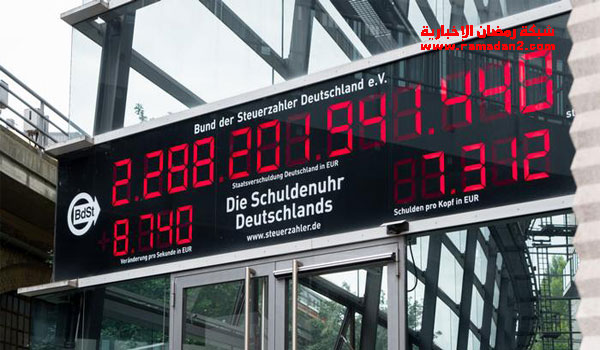 شبكة رمضان الإخبارية
www.ramadan2.com
Bund der Steuerzahler Deutschland e.V.
2.288.201.941.440
Staatsverschuldung Deutschland in EUR
BdSt
+8.740
Veränderung pro Sekunde in EUR
Die Schuldenuhr
Deutschlands
www.steuerzahler.de
7.312
Schulden pro Kopf in EUR